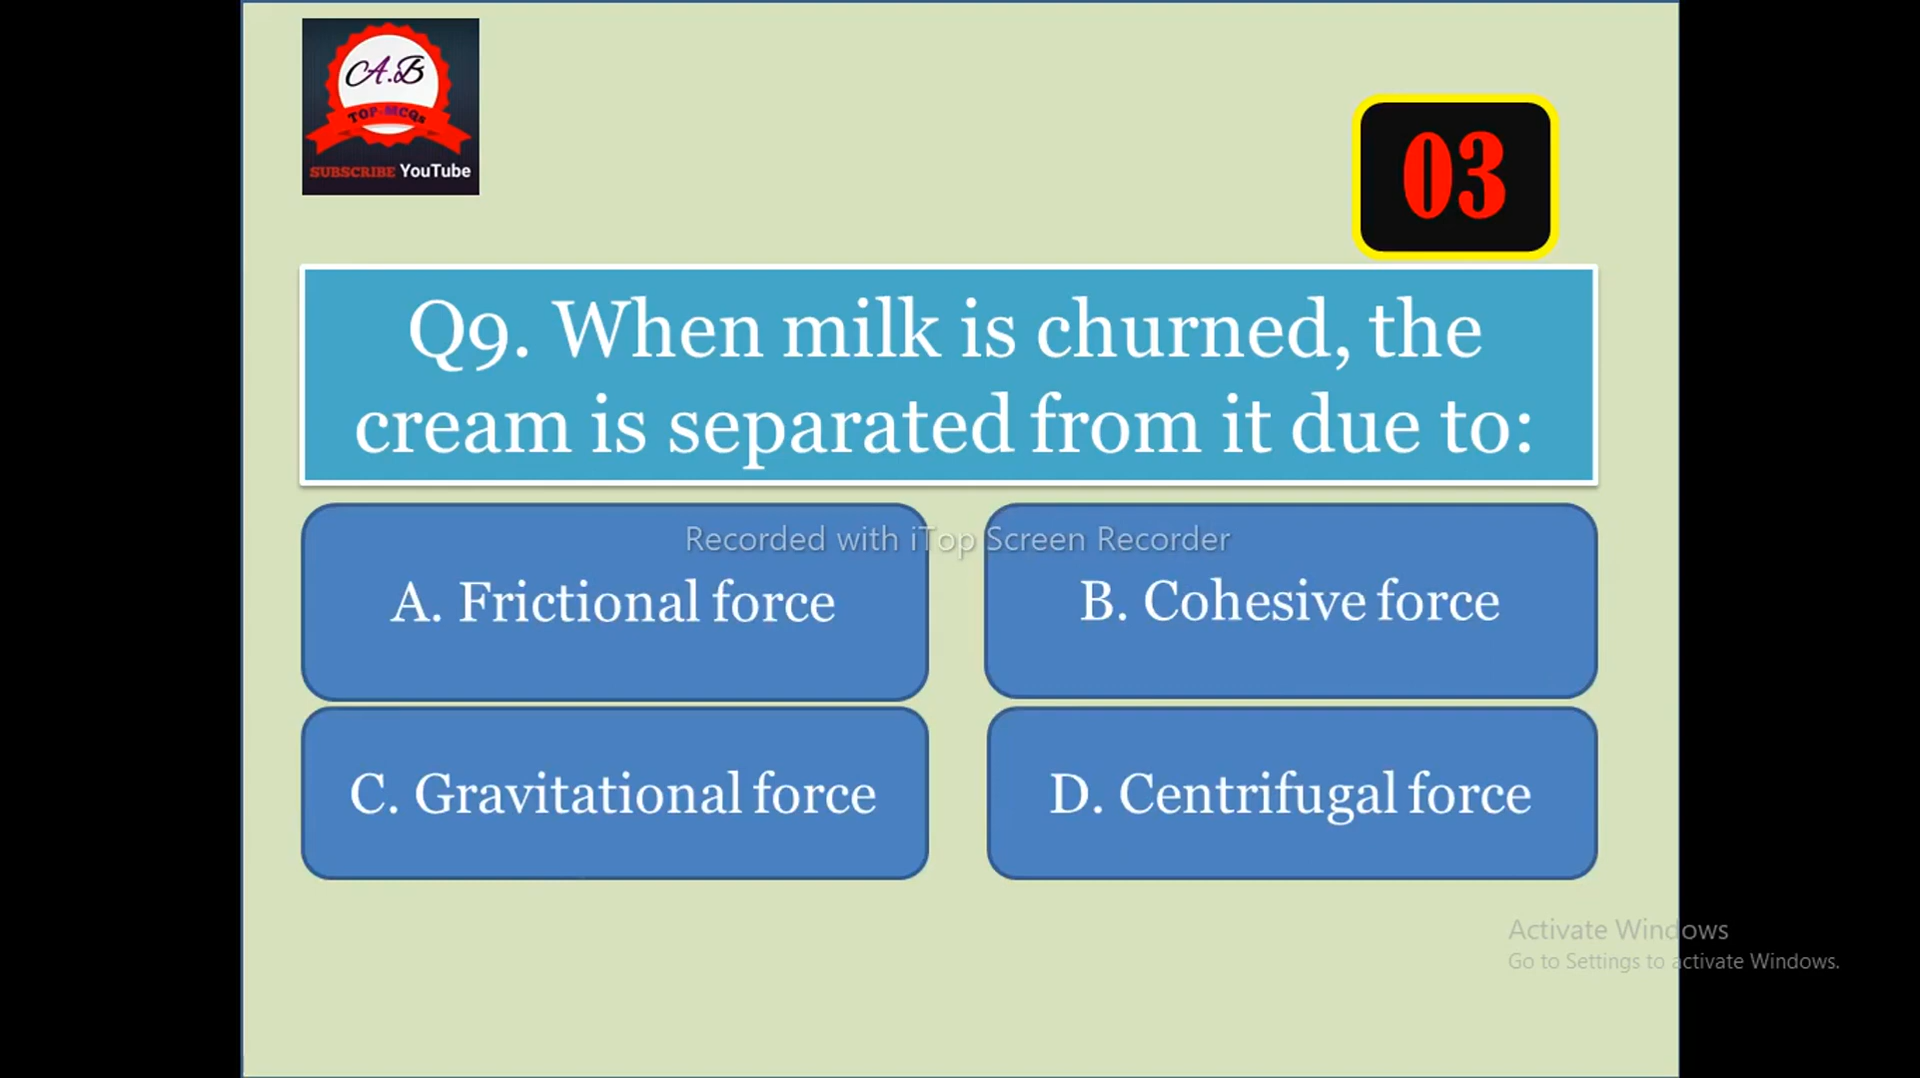 A.B
TOP-MCQs
SUBSCRIBE YouTube
03
Q9. When milk is churned, the
cream is separated from it due to:
Recorded with iTop Screen Recorder
A. Frictional force
B. Cohesive force
C. Gravitational force
D. Centrifugal force
Activate Windows
Go to Settings to activate Windows.